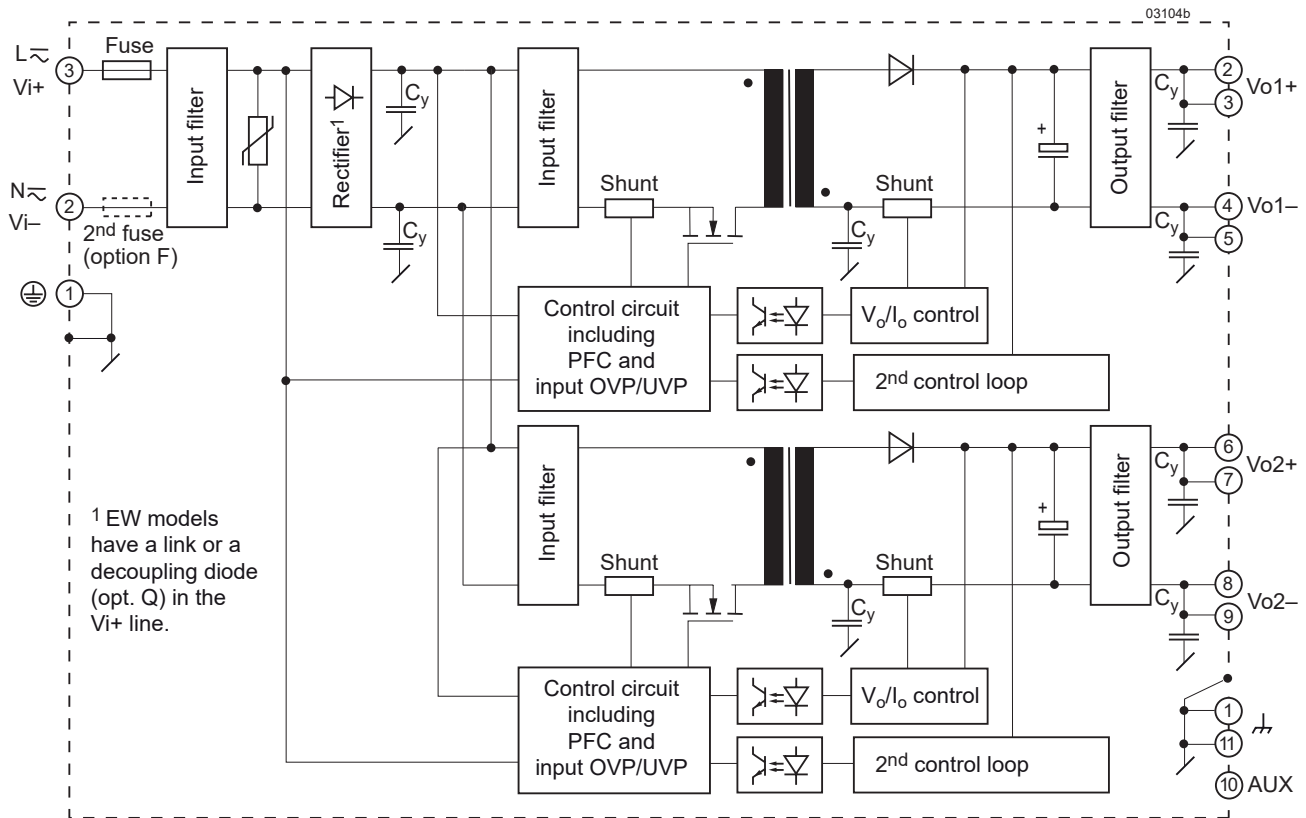 03104b
L
Fuse
3
Vi+
Input filter
Rectifier1
Cy
Input filter
Output filter
Cy
2
Vo1+
3
+
N
2
Vi–
2nd fuse
(option F)
Cy
Shunt
Cy
Shunt
Cy
4
Vo1–
5
1
Control circuit
including
PFC and
input OVP/UVP
Vo/Io control
2nd control loop
Input filter
Output filter
Cy
6
Vo2+
7
+
1 EW models
have a link or a
decoupling diode
(opt. Q) in the
Vi+ line.
Shunt
Cy
Shunt
Cy
8
Vo2–
9
Control circuit
including
PFC and
input OVP/UVP
Vo/Io control
2nd control loop
1
11
10 AUX